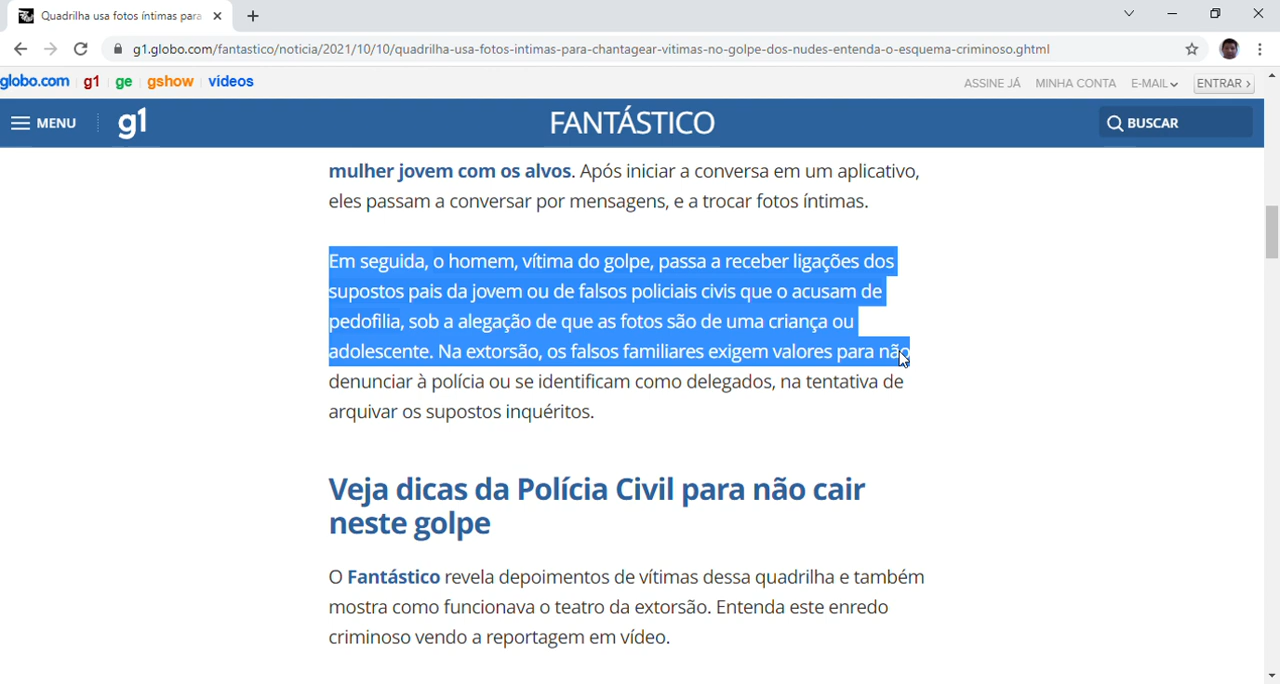 Quadrilha usa fotos íntimas para
g1.globo.com/fantastico/noticia/2021/10/10/quadrilha-usa-fotos-intimas-para-chantagear-vitimas-no-golpe-dos-nudes-entenda-o-esquema-criminoso.ghtml
globo.com g1 ge gshow videos ASSINE JÁ MINHA CONTA E-MAIL ENTRAR ›
MENU g1 FANTÁSTICO BUSCAR
mulher jovem com os alvos. Após iniciar a conversa em um aplicativo,
eles passam a conversar por mensagens, e a trocar fotos íntimas.
Em seguida, o homem, vítima do golpe, passa a receber ligações dos
supostos pais da jovem ou de falsos policiais civis que o acusam de
pedofilia, sob a alegação de que as fotos são de uma criança ou
adolescente. Na extorsão, os falsos familiares exigem valores para não
denunciar à polícia ou se identificam como delegados, na tentativa de
arquivar os supostos inquéritos.
Veja dicas da Polícia Civil para não cair
neste golpe
O Fantástico revela depoimentos de vítimas dessa quadrilha e também
mostra como funcionava o teatro da extorsão. Entenda este enredo
criminoso vendo a reportagem em vídeo.